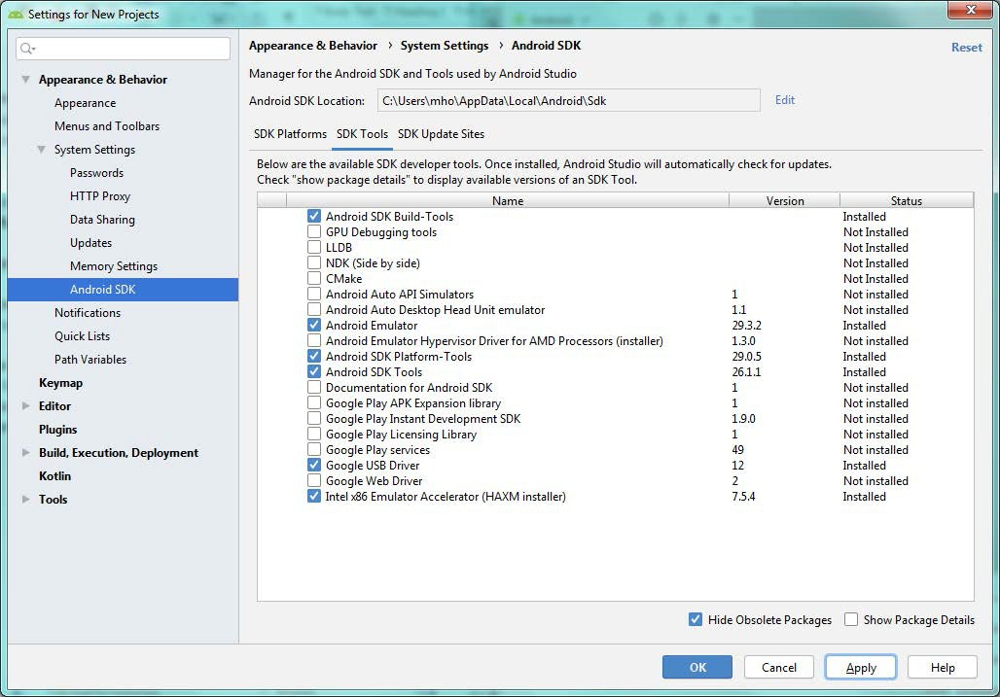 Settings for New Projects
Appearance & Behavior
Appearance
Menus and Toolbars
System Settings
Passwords
HTTP Proxy
Data Sharing
Updates
Memory Settings
Android SDK
Notifications
Quick Lists
Path Variables
Keymap
Editor
Plugins
Build, Execution, Deployment
Kotlin
Tools
Appearance & Behavior › System Settings › Android SDK
Reset
Manager for the Android SDK and Tools used by Android Studio
Android SDK Location: C:\Users\mho\AppData\Local\Android\Sdk Edit
SDK Platforms SDK Tools SDK Update Sites
Below are the available SDK developer tools. Once installed, Android Studio will automatically check for updates.
Check "show package details" to display available versions of an SDK Tool.
Name Version Status
Android SDK Build-Tools Installed
GPU Debugging tools Not Installed
LLDB Not Installed
NDK (Side by side) Not Installed
CMake Not Installed
Android Auto API Simulators 1 Not installed
Android Auto Desktop Head Unit emulator 1.1 Not installed
Android Emulator 29.3.2 Installed
Android Emulator Hypervisor Driver for AMD Processors (installer) 1.3.0 Not installed
Android SDK Platform-Tools 29.0.5 Installed
Android SDK Tools 26.1.1 Installed
Documentation for Android SDK 1 Not installed
Google Play APK Expansion library 1 Not installed
Google Play Instant Development SDK 1.9.0 Not installed
Google Play Licensing Library 1 Not installed
Google Play services 49 Not installed
Google USB Driver 12 Installed
Google Web Driver 2 Not installed
Intel x86 Emulator Accelerator (HAXM installer) 7.5.4 Installed
Hide Obsolete Packages Show Package Details
OK Cancel Apply Help